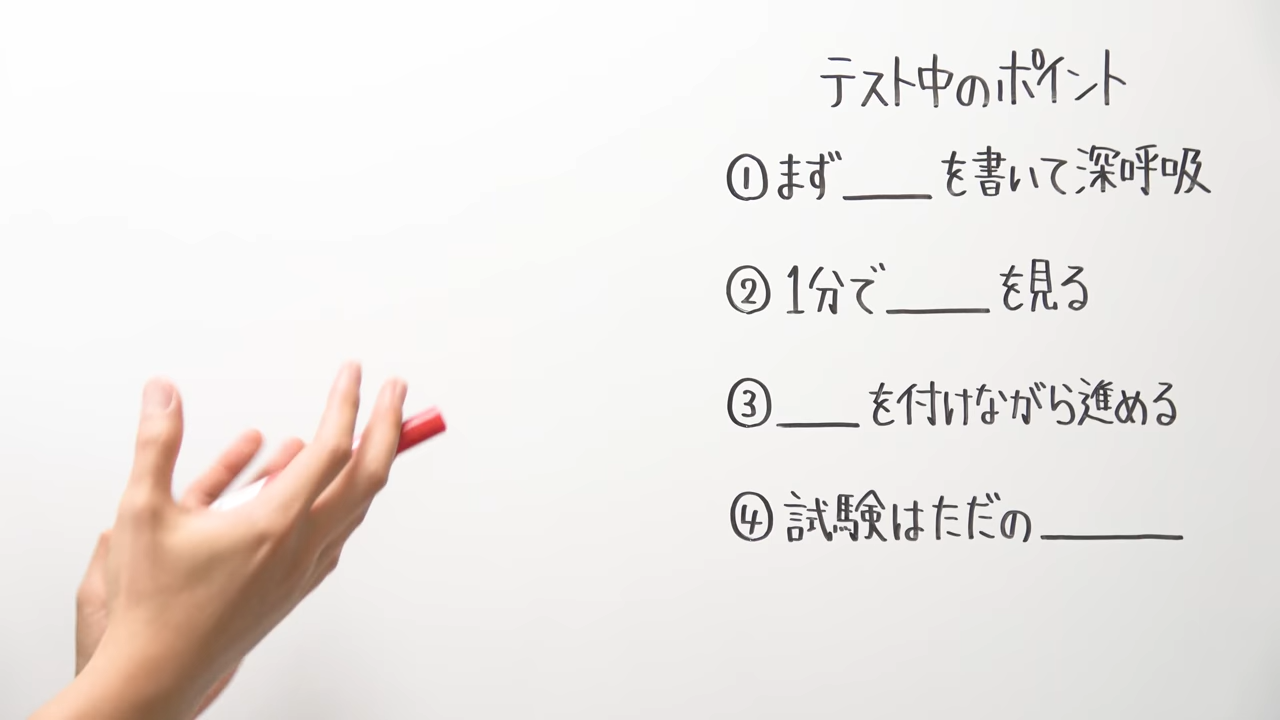 テスト中のポイント
①まず____を書いて深呼吸
②1分で____を見る
③____を付けながら進める
④試験はただの______